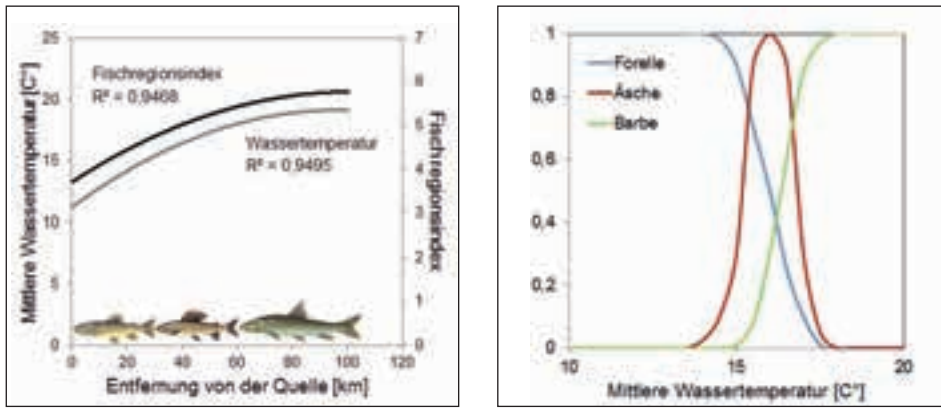 Mittlere Wassertemperatur [C°]
25
20
15
10
5
0
Fischregionsindex
R² = 0,9468
Wassertemperatur
R² = 0,9495
7
6
5
4
3
2
1
0
Fischregionsindex
0 20 40 60 80 100 120
Entfernung von der Quelle [km]
1
0,8
0,6
0,4
0,2
0
Forelle
Äsche
Barbe
10 15 20
Mittlere Wassertemperatur [C°]